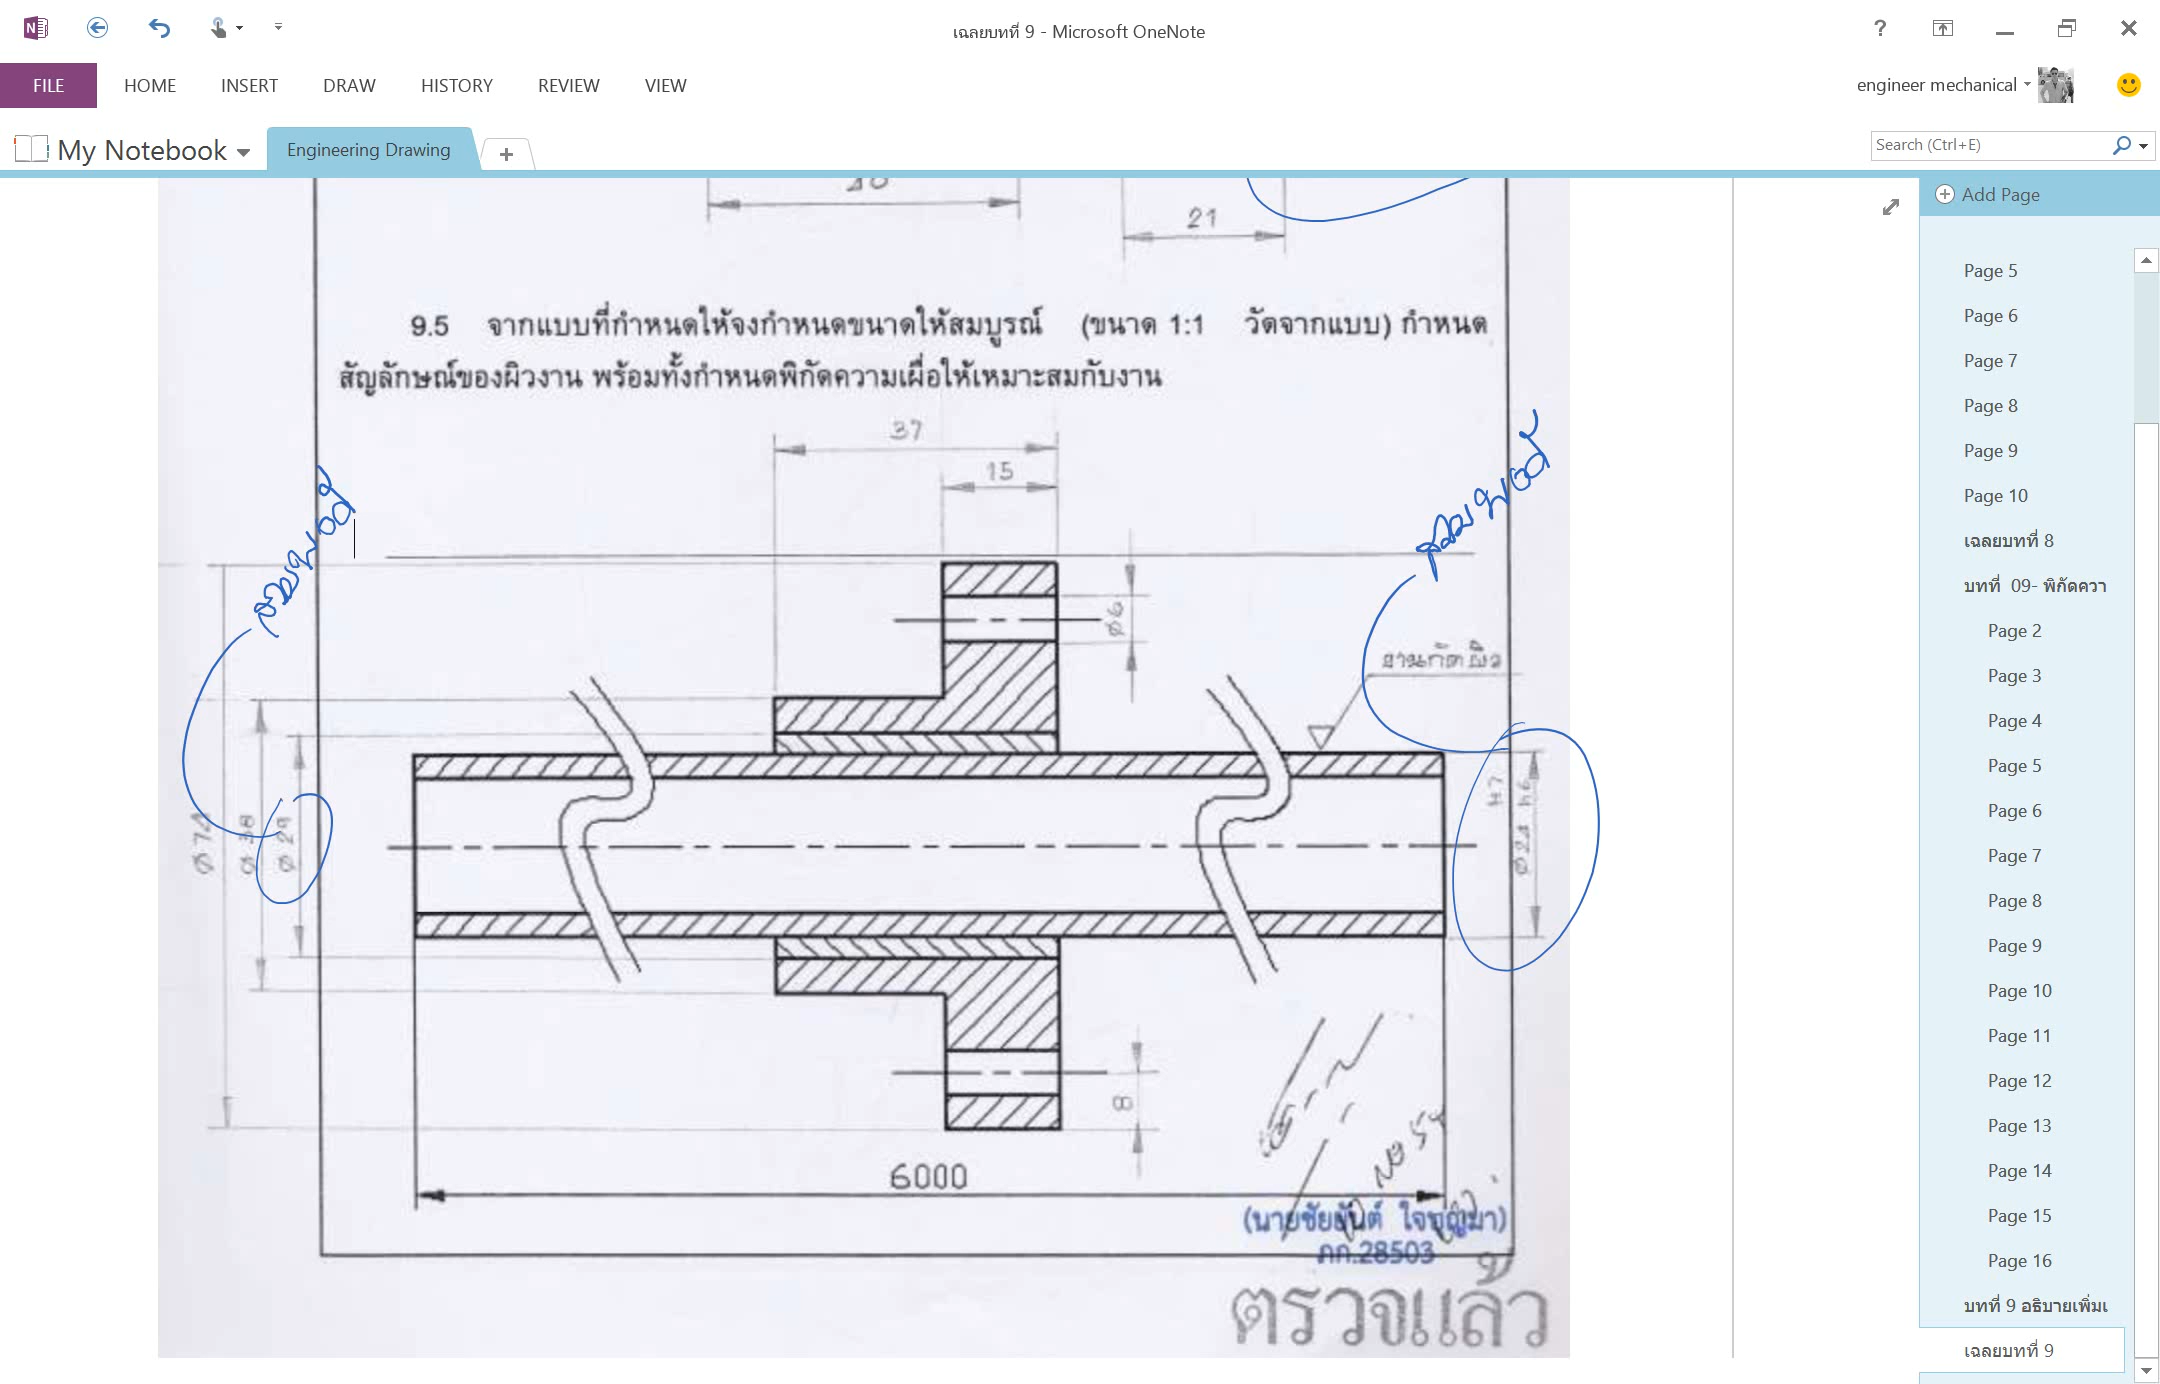 เฉลยบทที่ 9 - Microsoft OneNote
?
FILE
HOME
INSERT
DRAW
HISTORY
REVIEW
VIEW
engineer mechanical
My Notebook
Engineering Drawing
+
Search (Ctrl+E)
21
9.5 จากแบบที่กำหนดให้จงกำหนดขนาดให้สมบูรณ์ (ขนาด 1:1 วัดจากแบบ) กำหนด
สัญลักษณ์ของผิวงาน พร้อมทั้งกำหนดพิกัดความเผื่อให้เหมาะสมกับงาน
37
15
Ø6
งานกัดผิว
Ø 38
Ø 29
H7
Ø24 h6
8
6000
(นายชัยยันต์ ใจบุญมา)
ภก.28503
ตรวจแล้ว
Add Page
Page 5
Page 6
Page 7
Page 8
Page 9
Page 10
เฉลยบทที่ 8
บทที่ 09- พิกัดควา
Page 2
Page 3
Page 4
Page 5
Page 6
Page 7
Page 8
Page 9
Page 10
Page 11
Page 12
Page 13
Page 14
Page 15
Page 16
บทที่ 9 อธิบายเพิ่มเ
เฉลยบทที่ 9